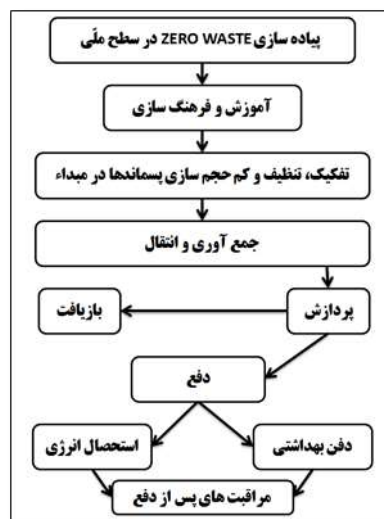 پیاده سازی ZERO WASTE در سطح ملّی
آموزش و فرهنگ سازی
تفکیک، تنظیف و کم حجم سازی پسماندها در مبداء
جمع آوری و انتقال
پردازش
بازیافت
دفع
دفن بهداشتی
استحصال انرژی
مراقبت های پس از دفع